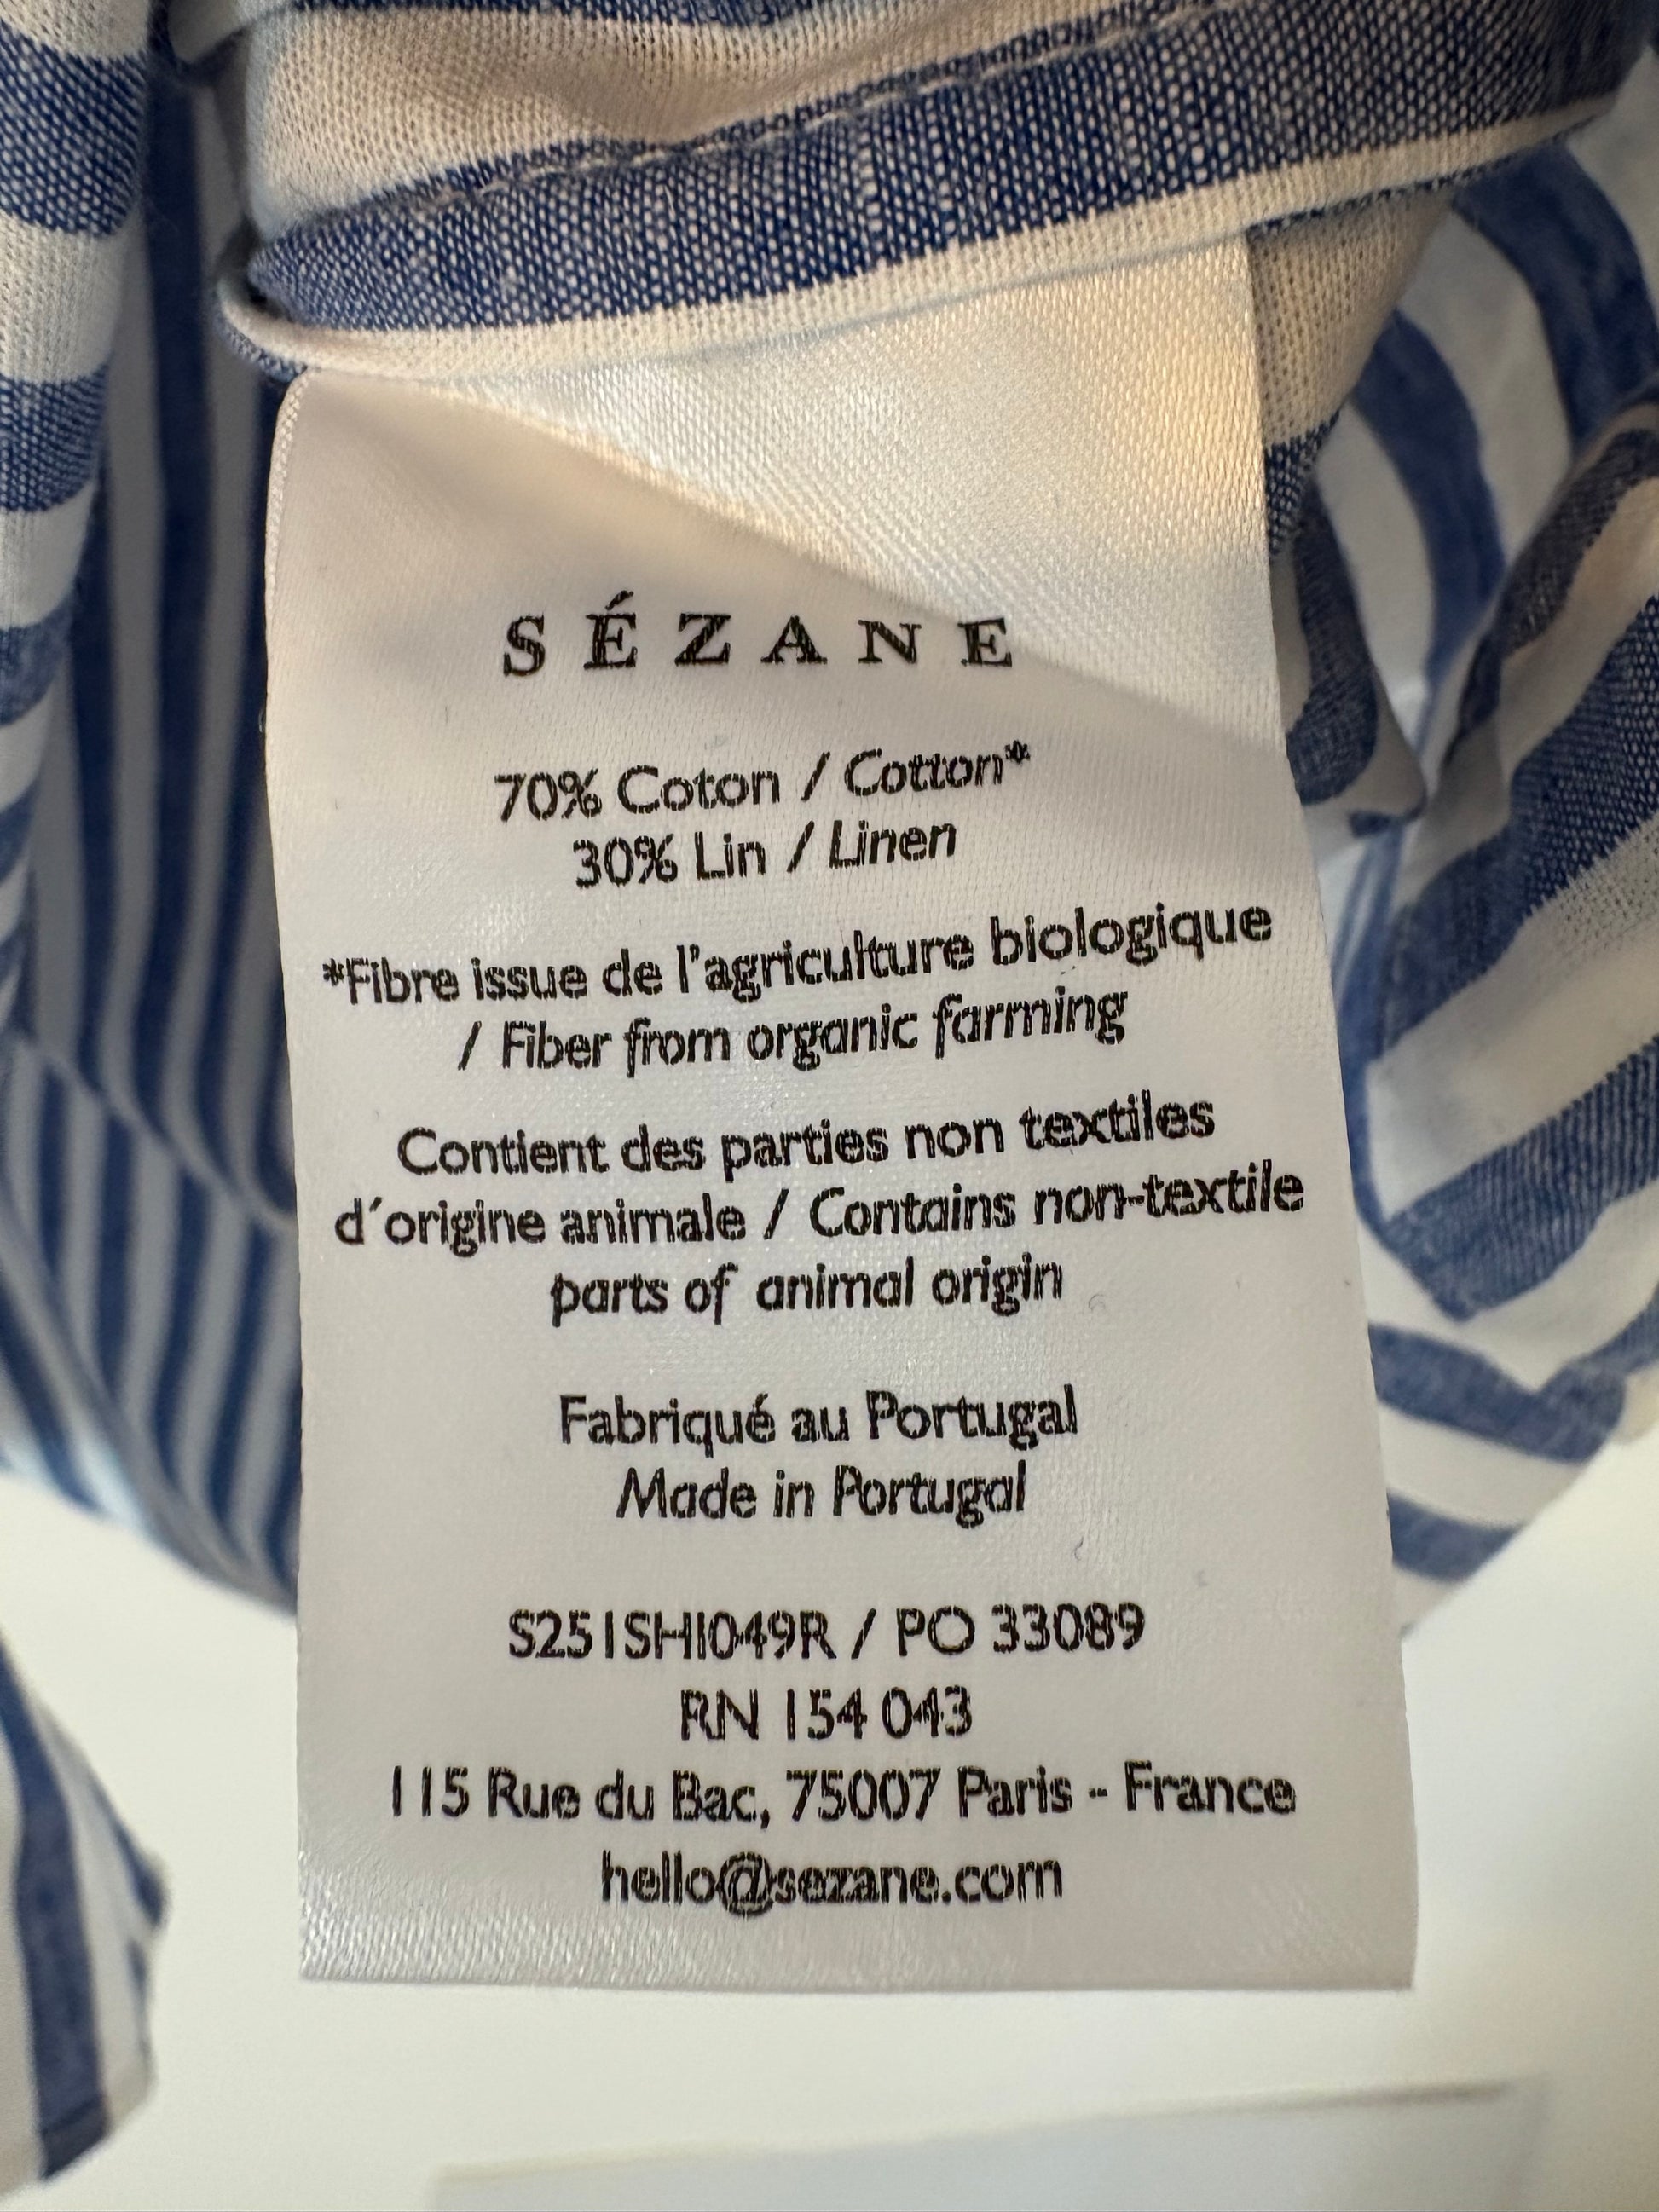 SÉZANE
70% Coton / Cotton*
30% Lin / Linen
*Fibre issue de l'agriculture biologique
/ Fiber from organic farming
Contient des parties non textiles
d´origine animale / Contains non-textile
parts of animal origin
Fabriqué au Portugal
Made in Portugal
S251SHI049R / PO 33089
RN 154 043
115 Rue du Bac, 75007 Paris - France
hello@sezane.com